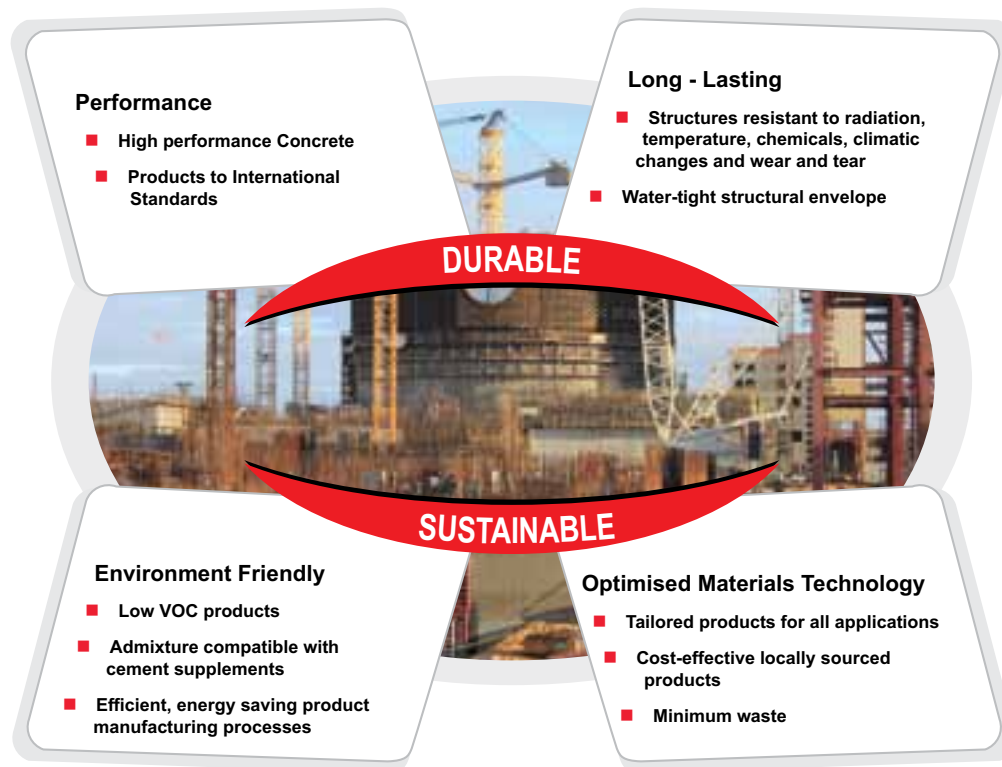 Performance
High performance Concrete
Products to International
Standards
Long - Lasting
Structures resistant to radiation,
temperature, chemicals, climatic
changes and wear and tear
Water-tight structural envelope
DURABLE
SUSTAINABLE
Environment Friendly
Low VOC products
Admixture compatible with
cement supplements
Efficient, energy saving product
manufacturing processes
Optimised Materials Technology
Tailored products for all applications
Cost-effective locally sourced
products
Minimum waste